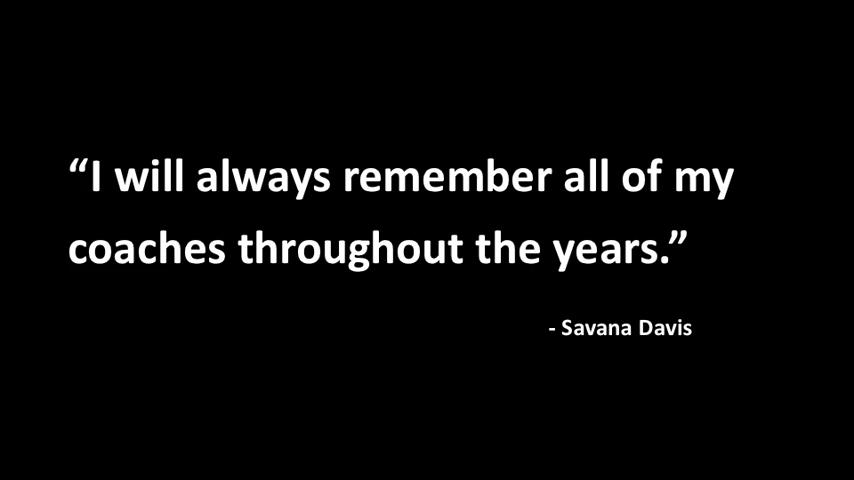 “I will always remember all of my
coaches throughout the years.”
- Savana Davis